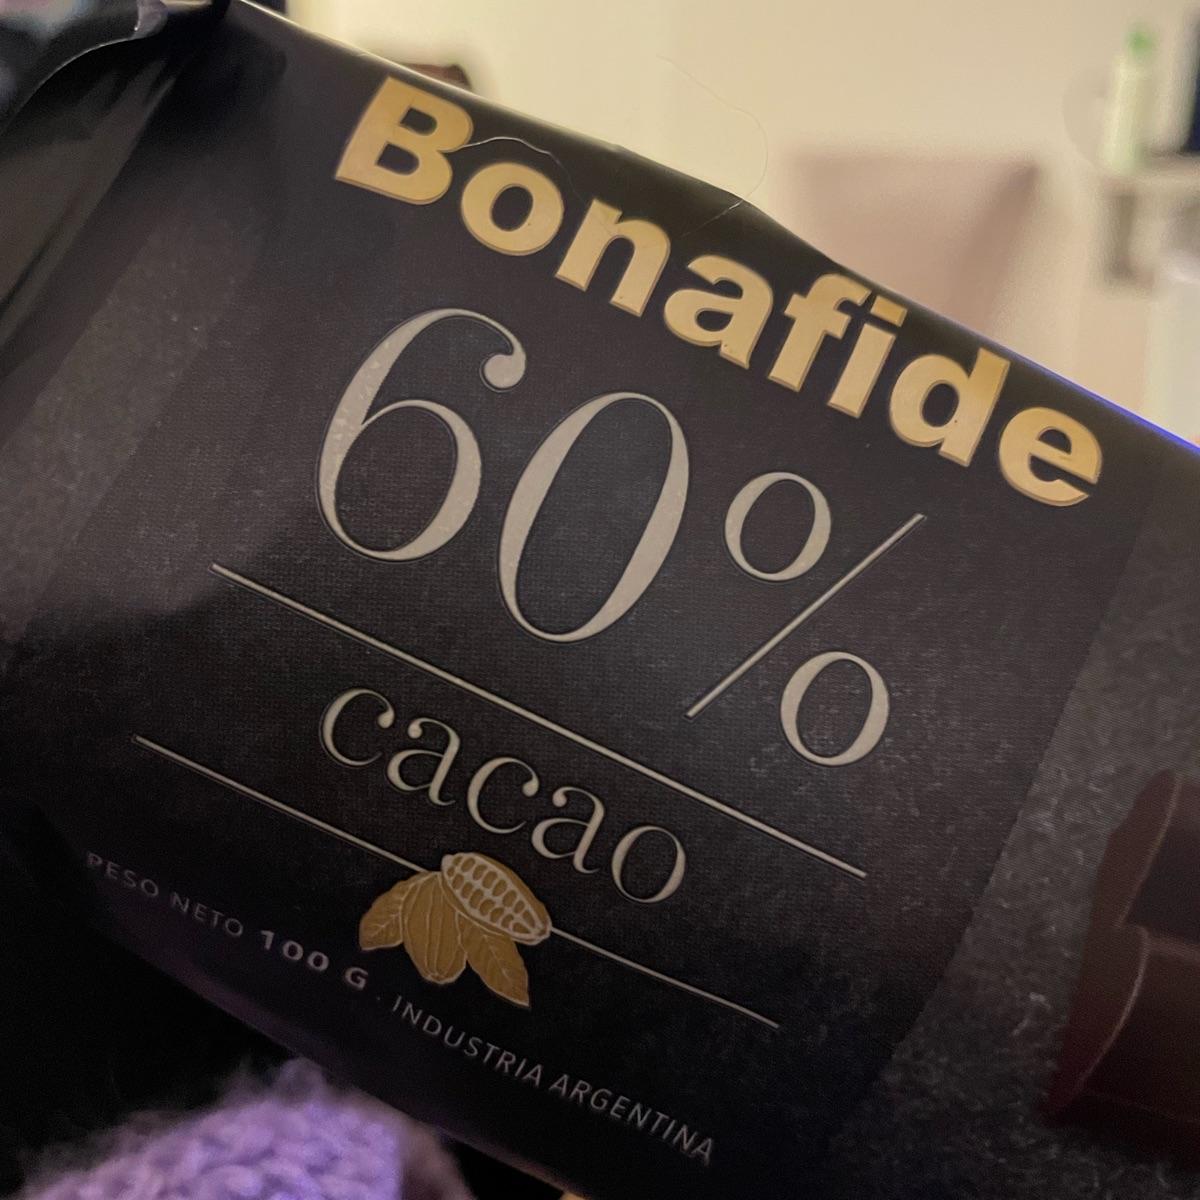 Bonafide
60%
cacao
PESO NETO 100 G . INDUSTRIA ARGENTINA